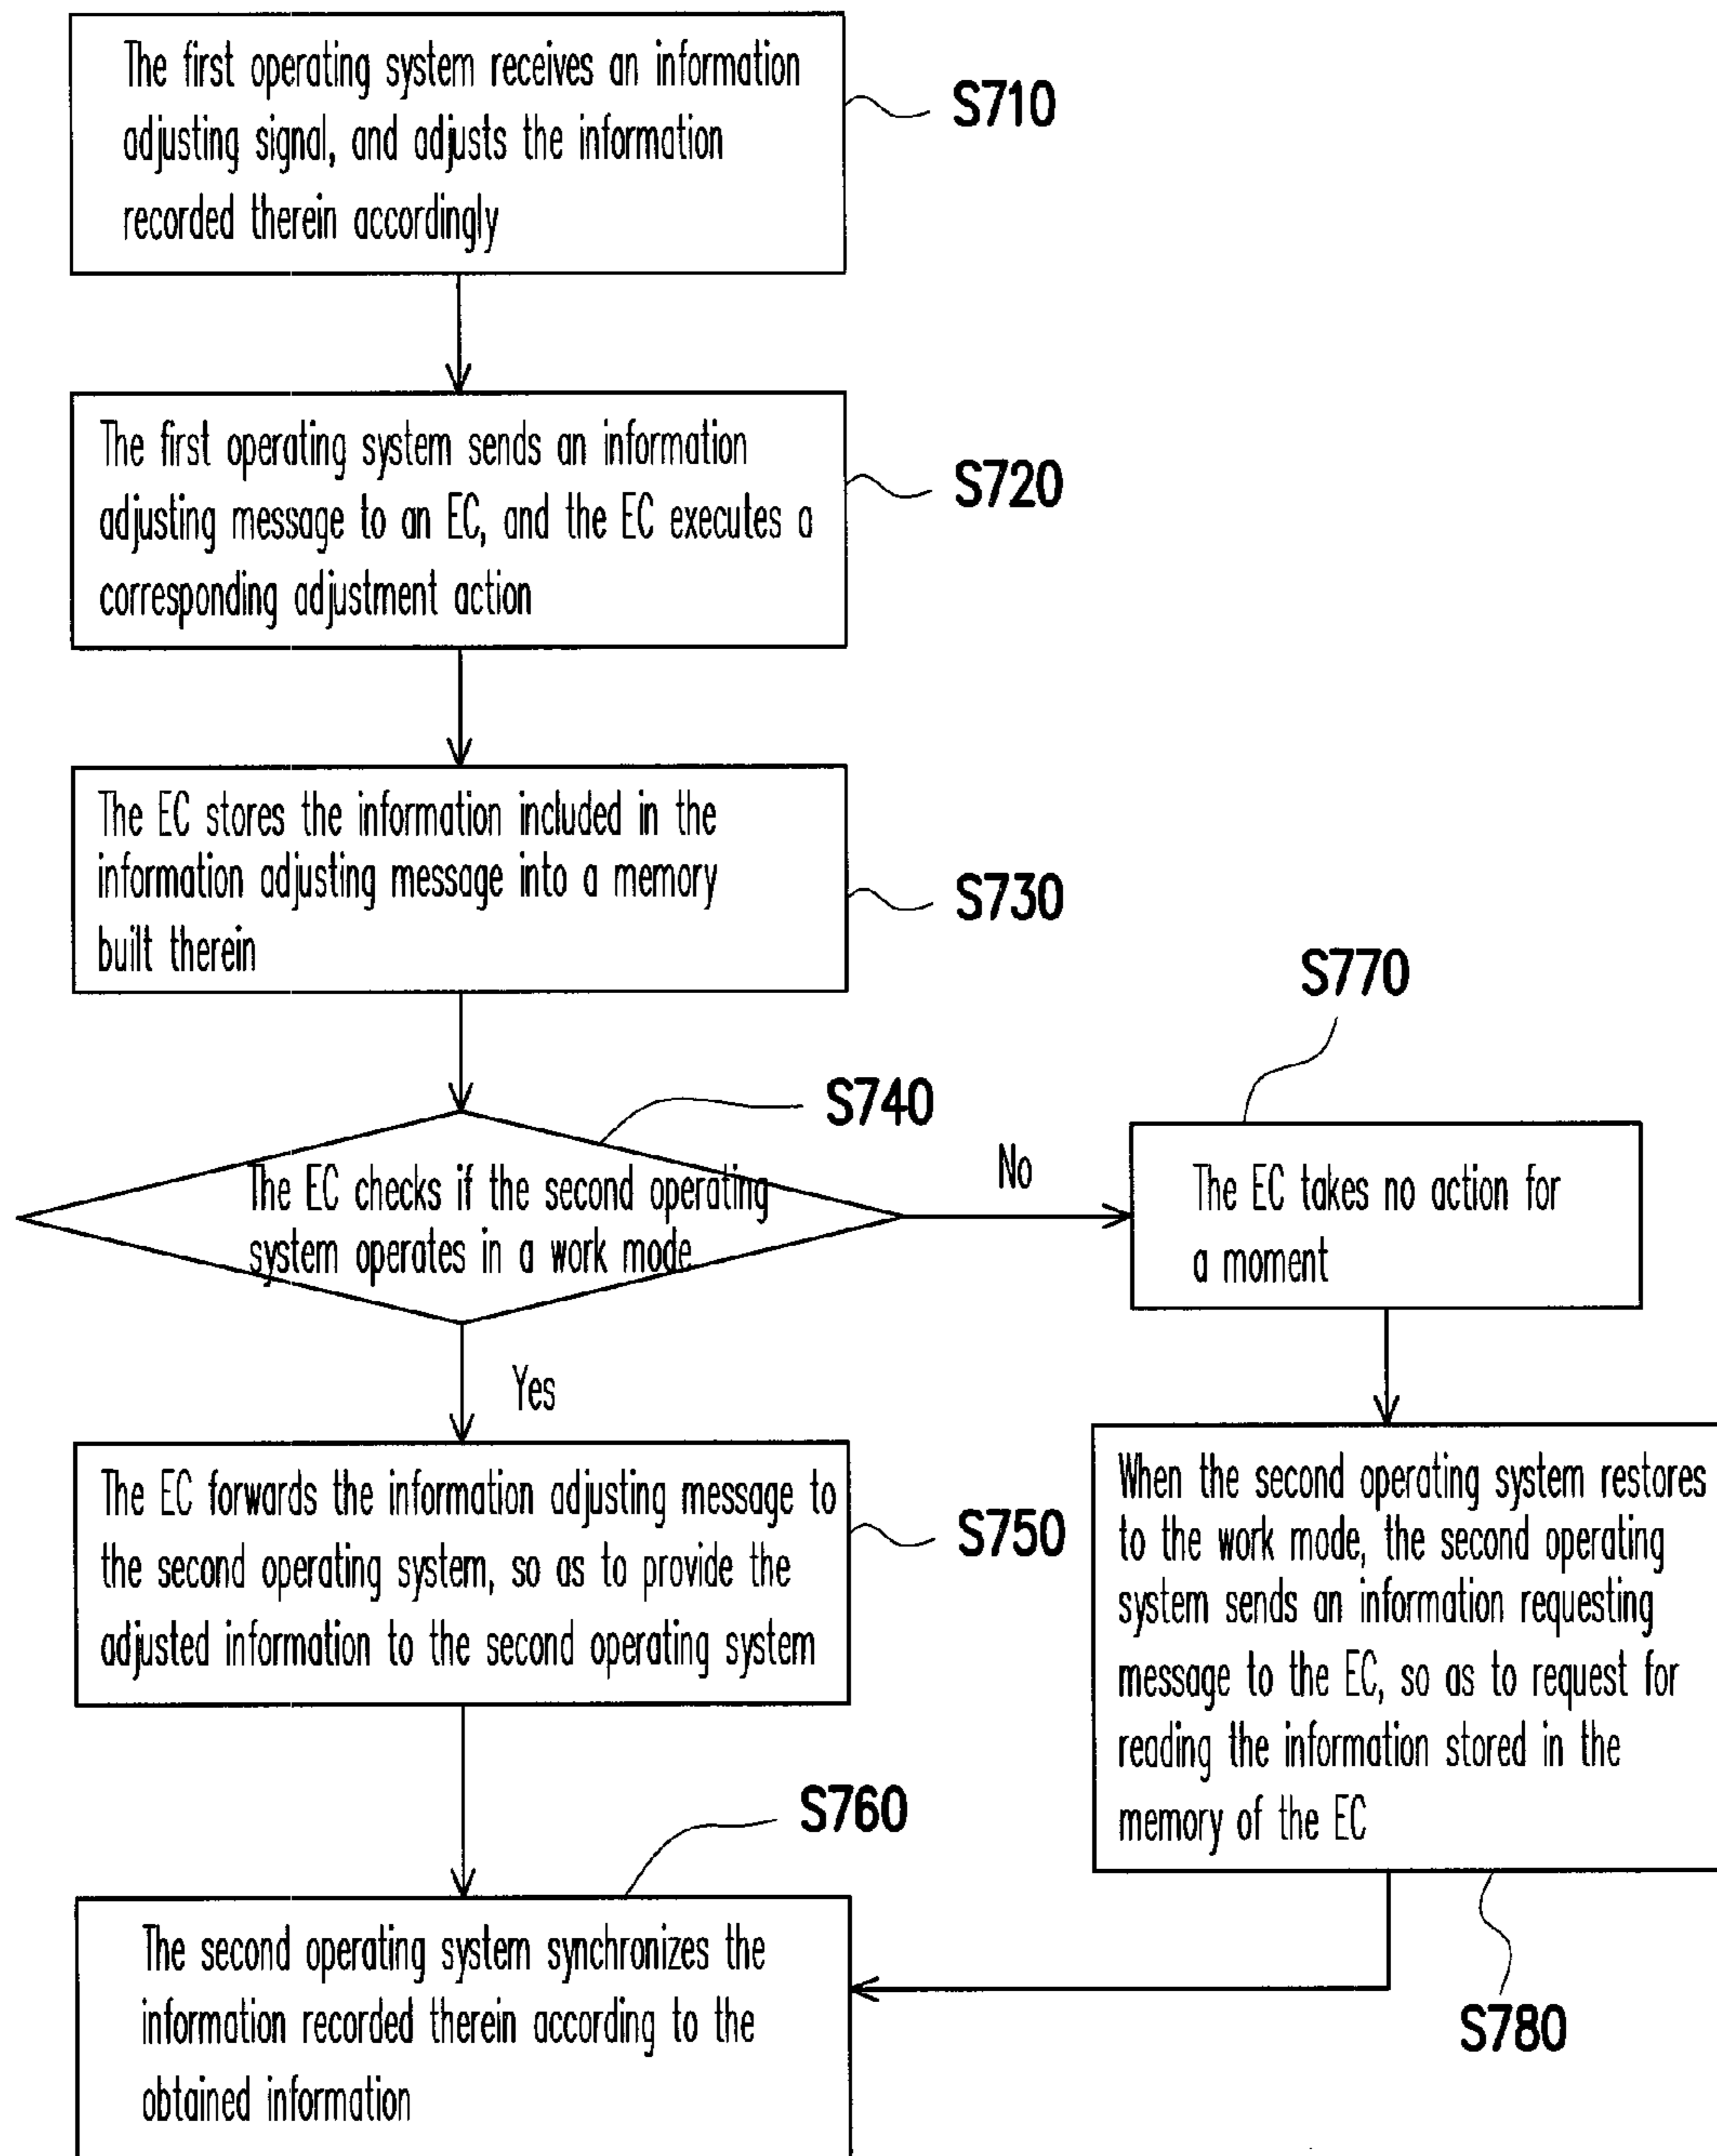 The first operating system receives an information
adjusting signal, and adjusts the information
recorded therein accordingly
S710
The first operating system sends an information
adjusting message to an EC, and the EC executes a
corresponding adjustment action
S720
The EC stores the information included in the
information adjusting message into a memory
built therein
S730
S740
The EC checks if the second operating
system operates in a work mode
No
S770
The EC takes no action for
a moment
Yes
The EC forwards the information adjusting message to
the second operating system, so as to provide the
adjusted information to the second operating system
S750
When the second operating system restores
to the work mode, the second operating
system sends an information requesting
message to the EC, so as to request for
reading the information stored in the
memory of the EC
S780
S760
The second operating system synchronizes the
information recorded therein according to the
obtained information